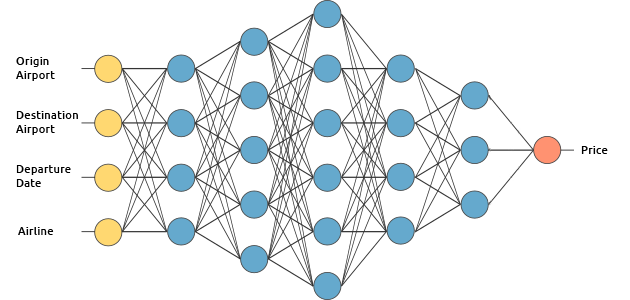 Origin
Airport
Destination
Airport
Departure
Date
Airline
Price